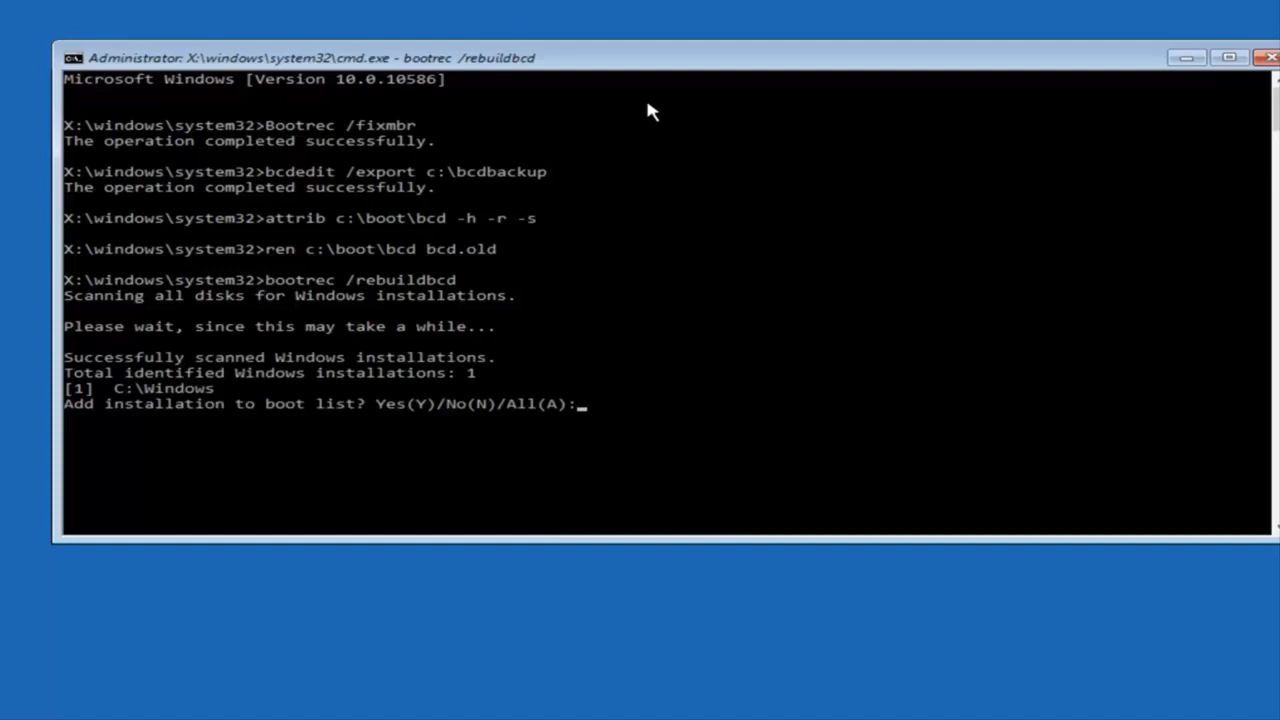 Administrator: X:\windows\system32\cmd.exe - bootrec /rebuildbcd
Microsoft Windows [Version 10.0.10586]
X:\windows\system32>Bootrec /fixmbr
The operation completed successfully.
X:\windows\system32>bcdedit /export c:\bcdbackup
The operation completed successfully.
X:\windows\system32>attrib c:\boot\bcd -h -r -s
X:\windows\system32>ren c:\boot\bcd bcd.old
X:\windows\system32>bootrec /rebuildbcd
Scanning all disks for Windows installations.
Please wait, since this may take a while...
Successfully scanned Windows installations.
Total identified Windows installations: 1
[1]  C:\Windows
Add installation to boot list? Yes(Y)/No(N)/All(A):_